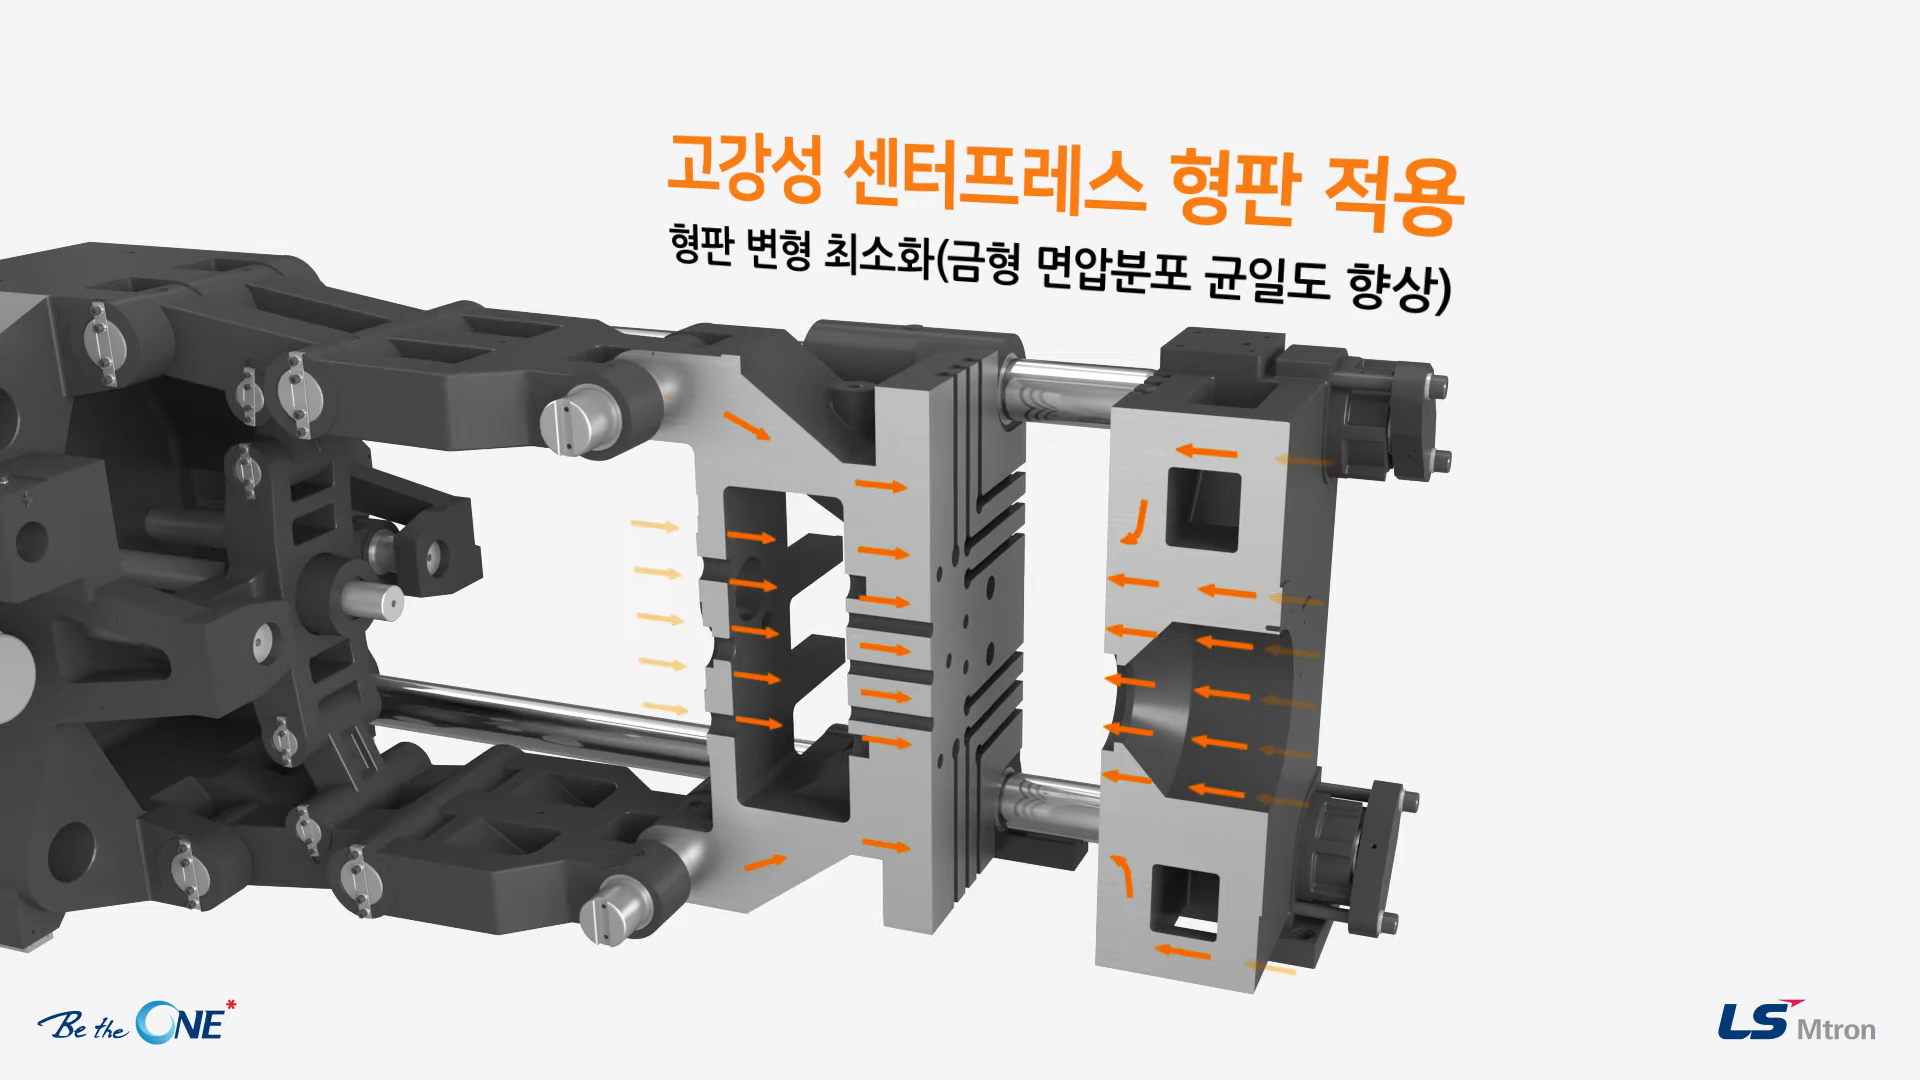 고강성 센터프레스 형판 적용
형판 변형 최소화(금형 면압분포 균일도 향상)
Be the ONE*
LS Mtron